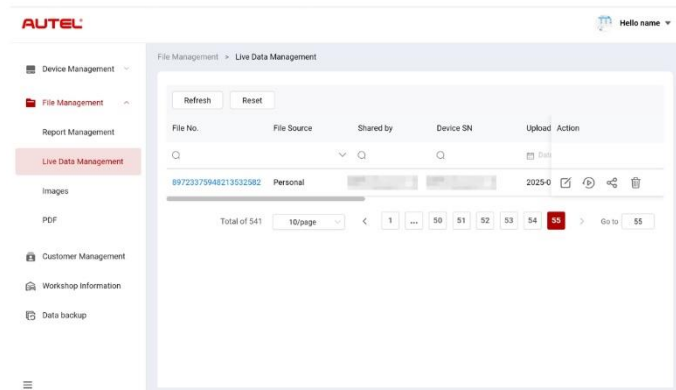 AUTEL
Hello name
Device Management
File Management
Report Management
Live Data Management
Images
PDF
Customer Management
Workshop Information
Data backup
File Management > Live Data Management
Refresh Reset
File No. File Source Shared by Device SN Upload Action
89723375948213532582 Personal 2025-0
Total of 541 10/page < 1 ... 50 51 52 53 54 55 > Go to 55